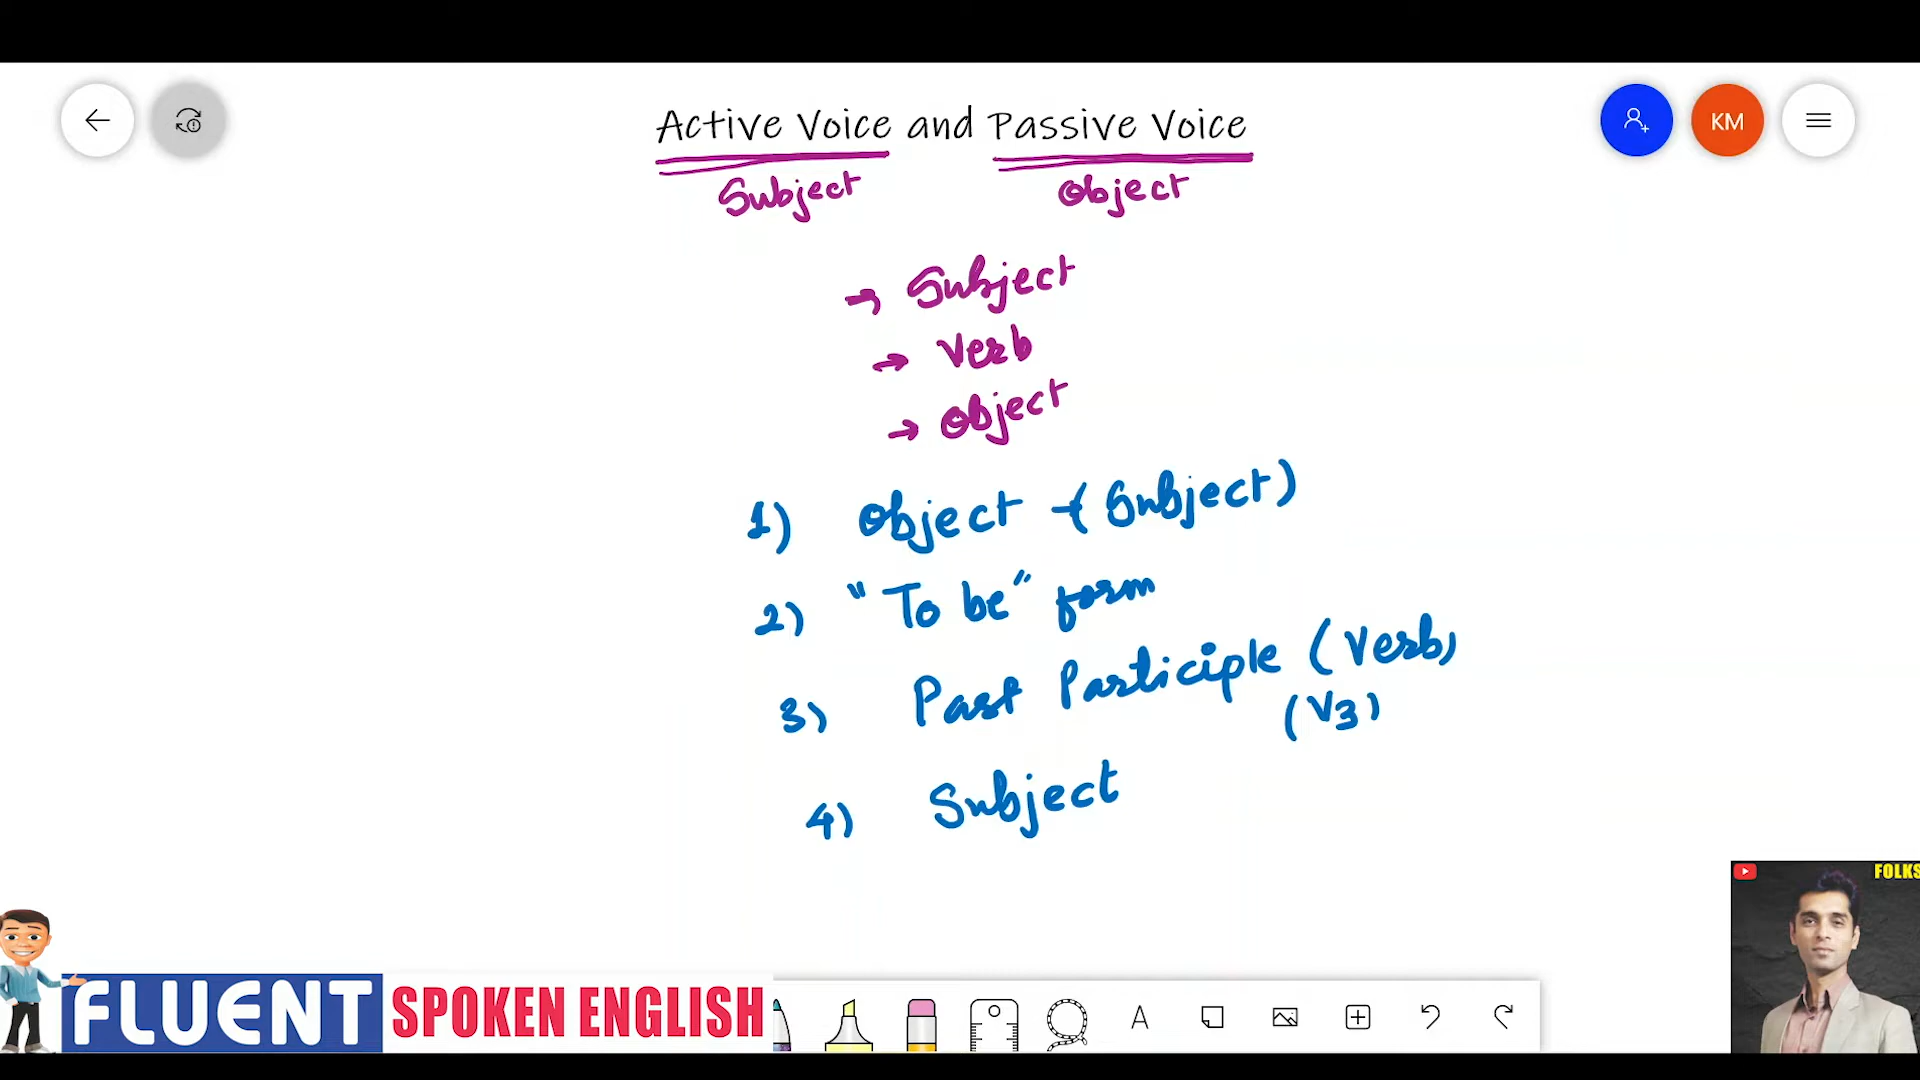 Active Voice and Passive Voice
Subject Object
KM
→ Subject
→ Verb
→ Object
1) Object -(Subject)
2) "To be" form
3) Past Participle (Verb)
(V3)
4) Subject
FOLKS
FLUENT SPOKEN ENGLISH
A